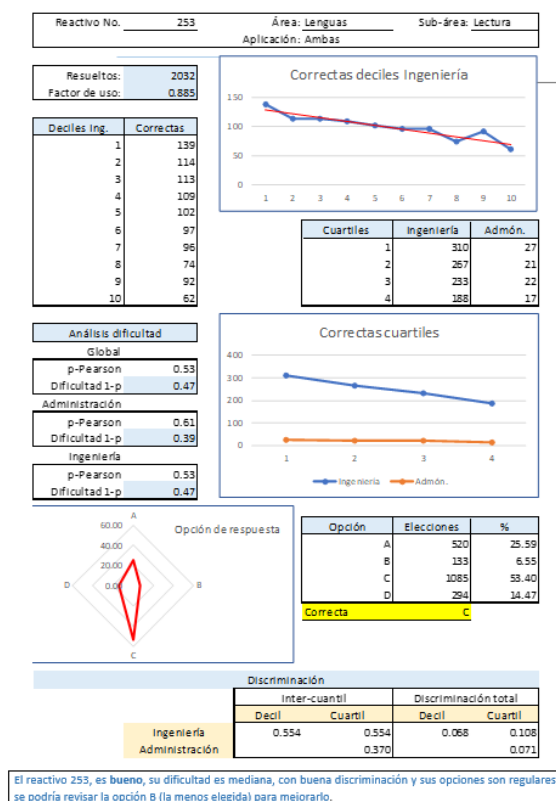 Reactivo No. 253 Área: Lenguas Sub-área: Lectura
Aplicación: Ambas
Resueltos: 2032
Factor de uso: 0.885
Correctas deciles Ingeniería
150
100
50
0
1 2 3 4 5 6 7 8 9 10
Deciles Ing. Correctas
1 139
2 114
3 113
4 109
5 102
6 97
7 96
8 74
9 92
10 62
Cuartiles Ingeniería Admón.
1 310 27
2 267 21
3 233 22
4 188 17
Análisis dificultad
Global
p-Pearson 0.53
Dificultad 1-p 0.47
Administración
p-Pearson 0.61
Dificultad 1-p 0.39
Ingeniería
p-Pearson 0.53
Dificultad 1-p 0.47
Correctas cuartiles
400
300
200
100
0
1 2 3 4
Ingeniería Admón.
Opción de respuesta
A
60.00
40.00
20.00
0.00
D B
C
Opción Elecciones %
A 520 25.59
B 133 6.55
C 1085 53.40
D 294 14.47
Correcta C
Discriminación
Inter-cuantil Discriminación total
Decil Cuartil Decil Cuartil
Ingeniería 0.554 0.554 0.068 0.108
Administración 0.370 0.071
El reactivo 253, es bueno, su dificultad es mediana, con buena discriminación y sus opciones son regulares
se podría revisar la opción B (la menos elegida) para mejorarlo.